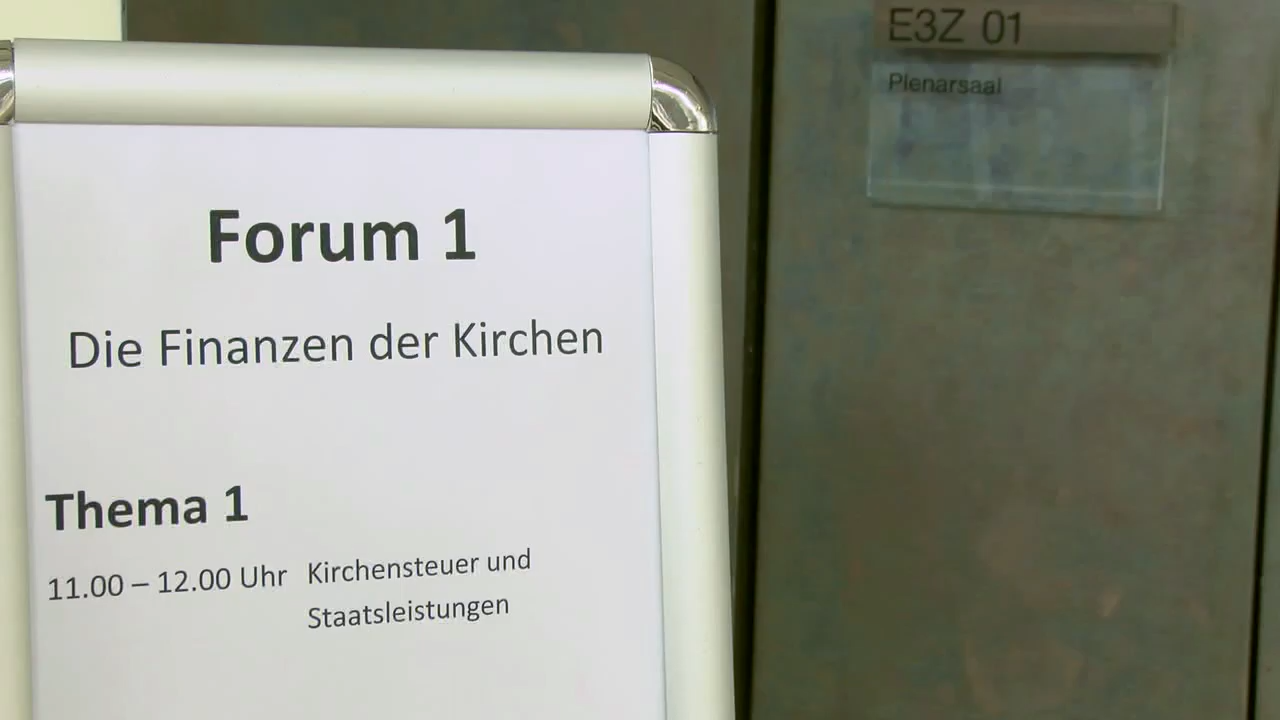 E3Z 01
Plenarsaal
Forum 1
Die Finanzen der Kirchen
Thema 1
11.00 – 12.00 Uhr Kirchensteuer und
Staatsleistungen